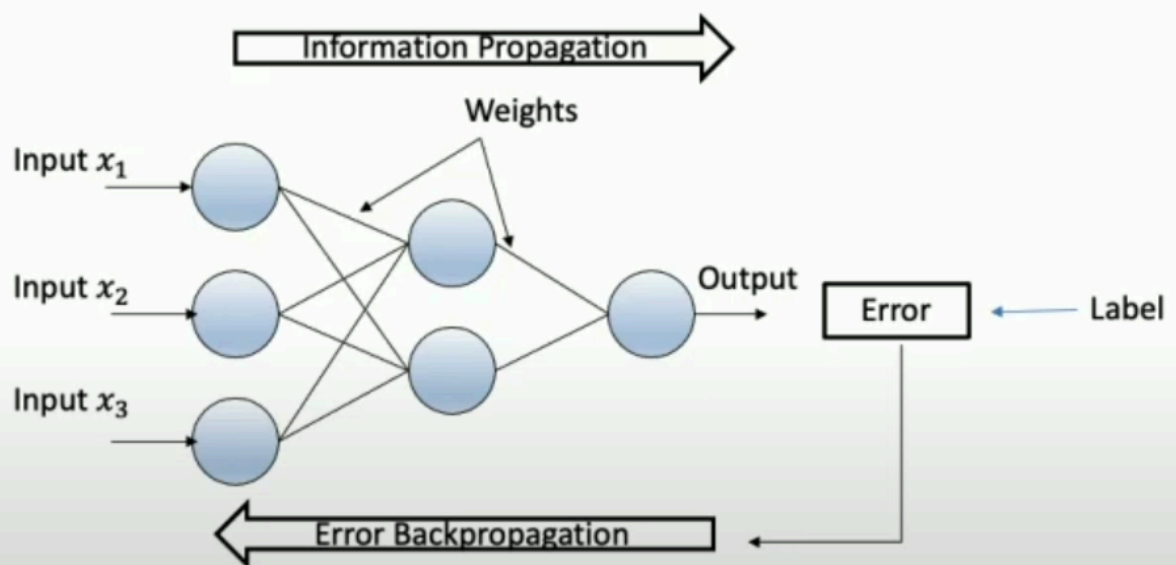 Information Propagation
Weights
Input x₁
Input x₂
Output
Error
Label
Input x₃
Error Backpropagation